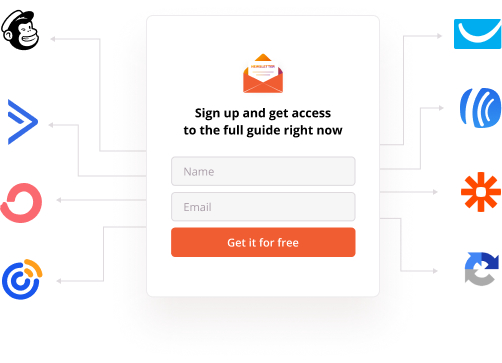 NEWSLETTER
Sign up and get access
to the full guide right now
Name
Email
Get it for free